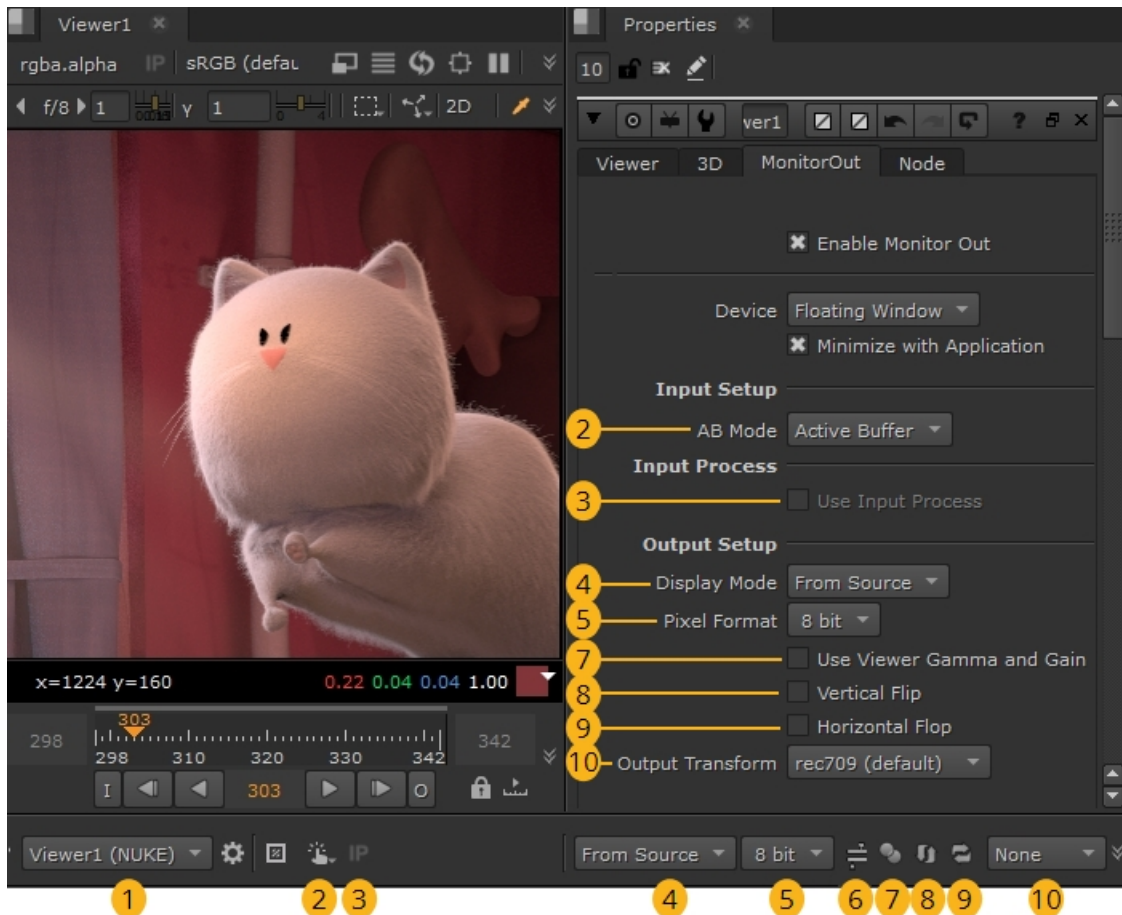 Viewer1
rgba.alpha IP sRGB (defau
f/8 1 γ 1 0 4 2D
x=1224 y=160 0.22 0.04 0.04 1.00
303
298 342
298 310 320 330 342
I 303 O
Properties
10
ver1 ?
Viewer 3D MonitorOut Node
Enable Monitor Out
Device Floating Window
Minimize with Application
Input Setup
2 AB Mode Active Buffer
Input Process
3 Use Input Process
Output Setup
4 Display Mode From Source
5 Pixel Format 8 bit
7 Use Viewer Gamma and Gain
8 Vertical Flip
9 Horizontal Flop
10 Output Transform rec709 (default)
Viewer1 (NUKE) IP From Source 8 bit None
1 2 3 4 5 6 7 8 9 10